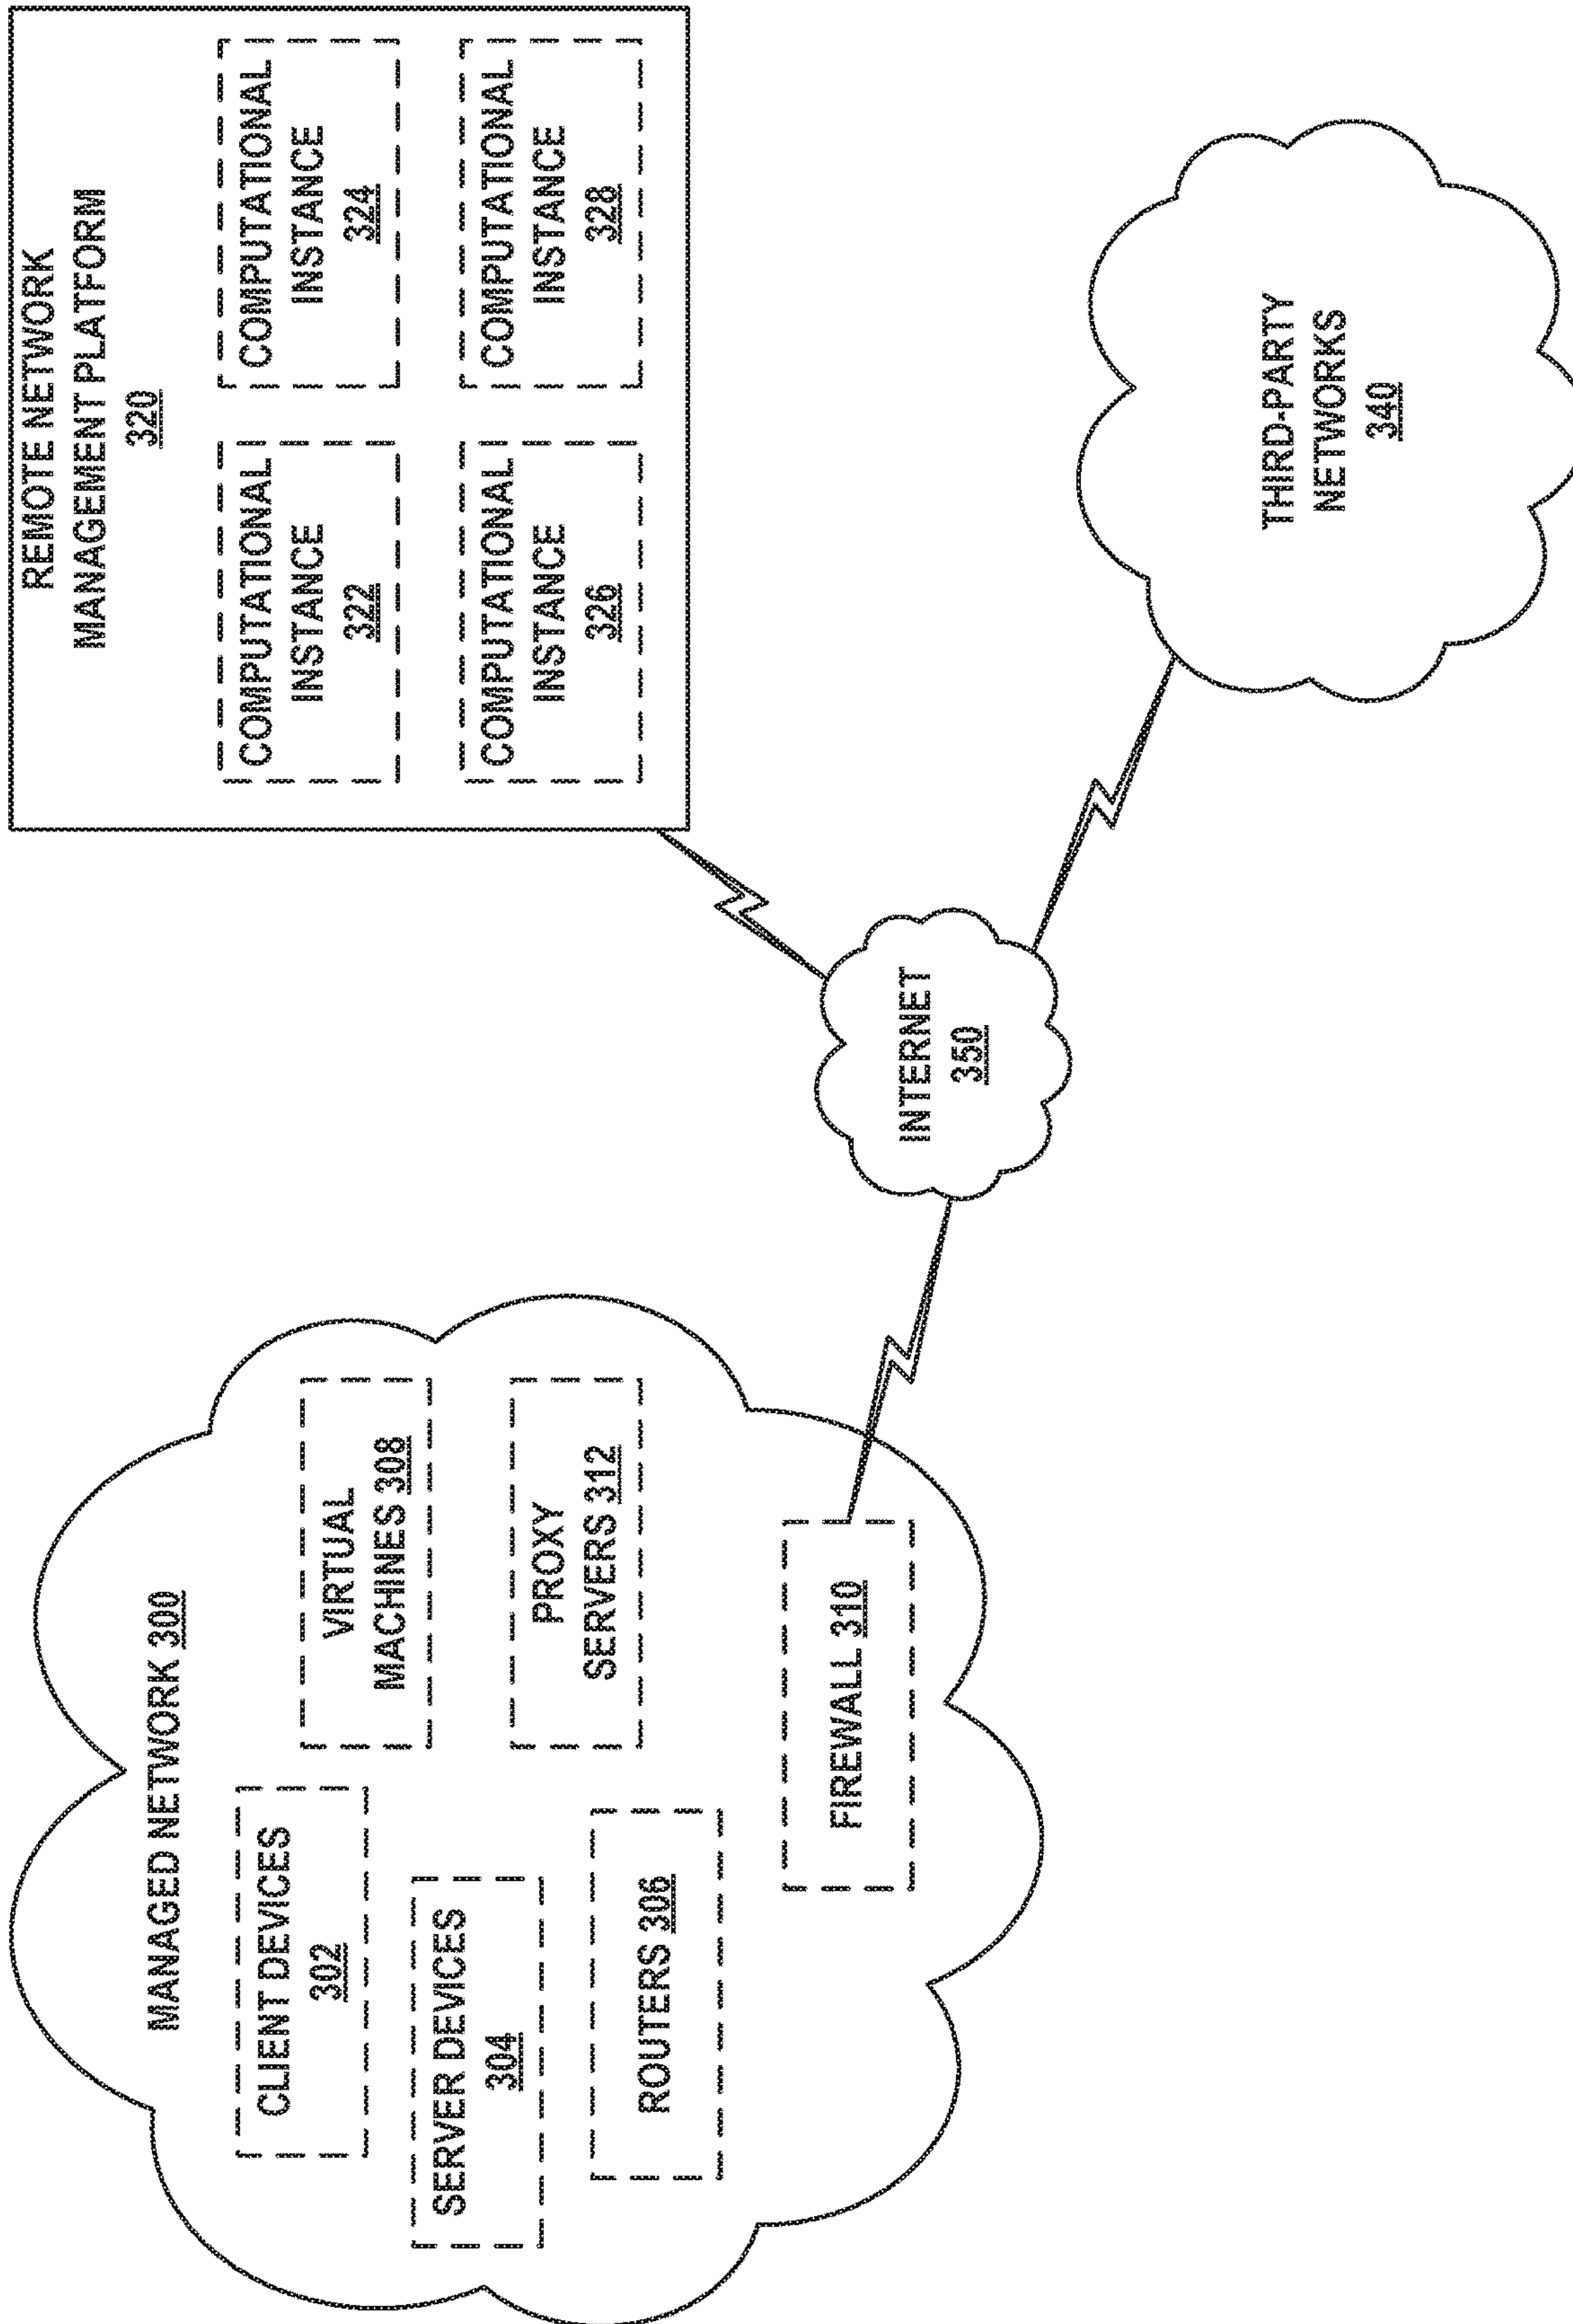 MANAGED NETWORK 300
CLIENT DEVICES
302
SERVER DEVICES
304
ROUTERS 306
VIRTUAL
MACHINES 308
PROXY
SERVERS 312
FIREWALL 310
INTERNET
350
REMOTE NETWORK
MANAGEMENT PLATFORM
320
COMPUTATIONAL
INSTANCE
322
COMPUTATIONAL
INSTANCE
324
COMPUTATIONAL
INSTANCE
326
COMPUTATIONAL
INSTANCE
328
THIRD-PARTY
NETWORKS
340